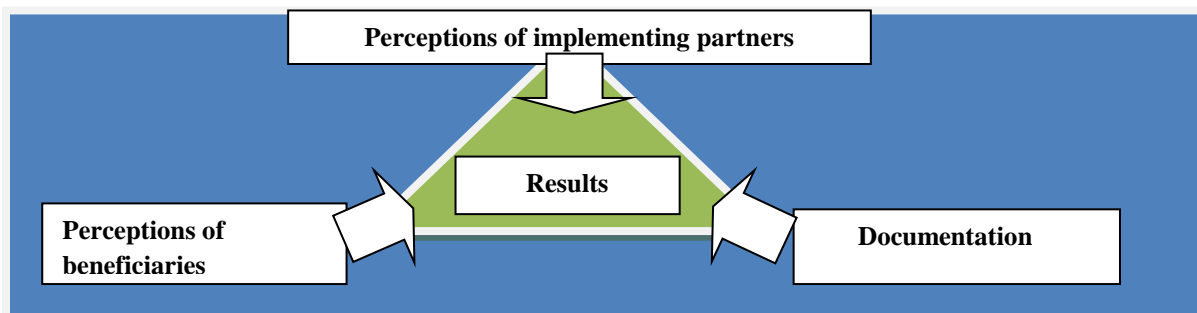 Perceptions of implementing partners
Results
Perceptions of
beneficiaries
Documentation